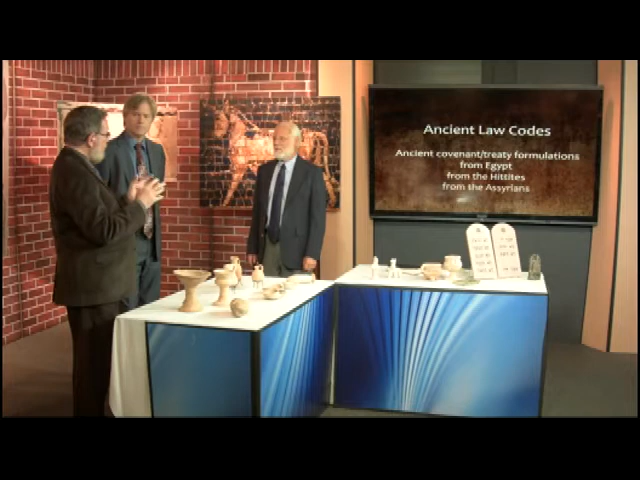 Ancient Law Codes
Ancient covenant/treaty formulations
from Egypt
from the Hittites
from the Assyrians